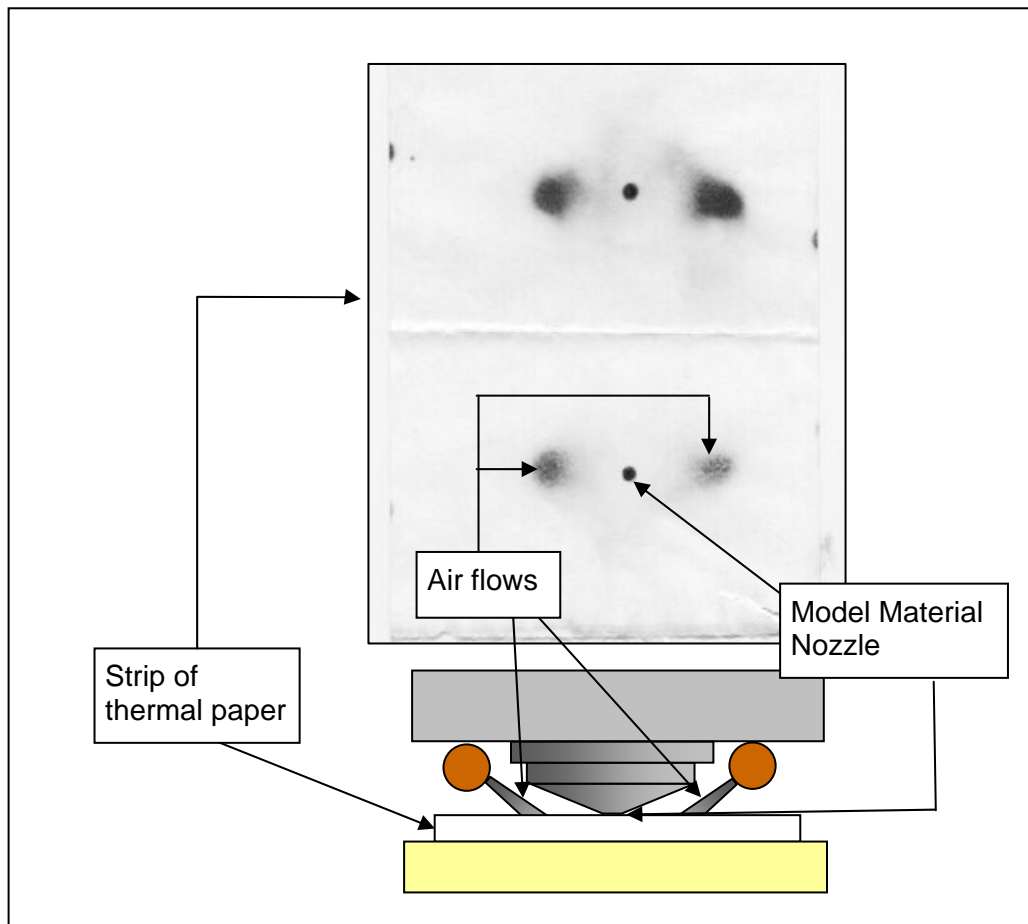 Air flows
Model Material
Nozzle
Strip of
thermal paper